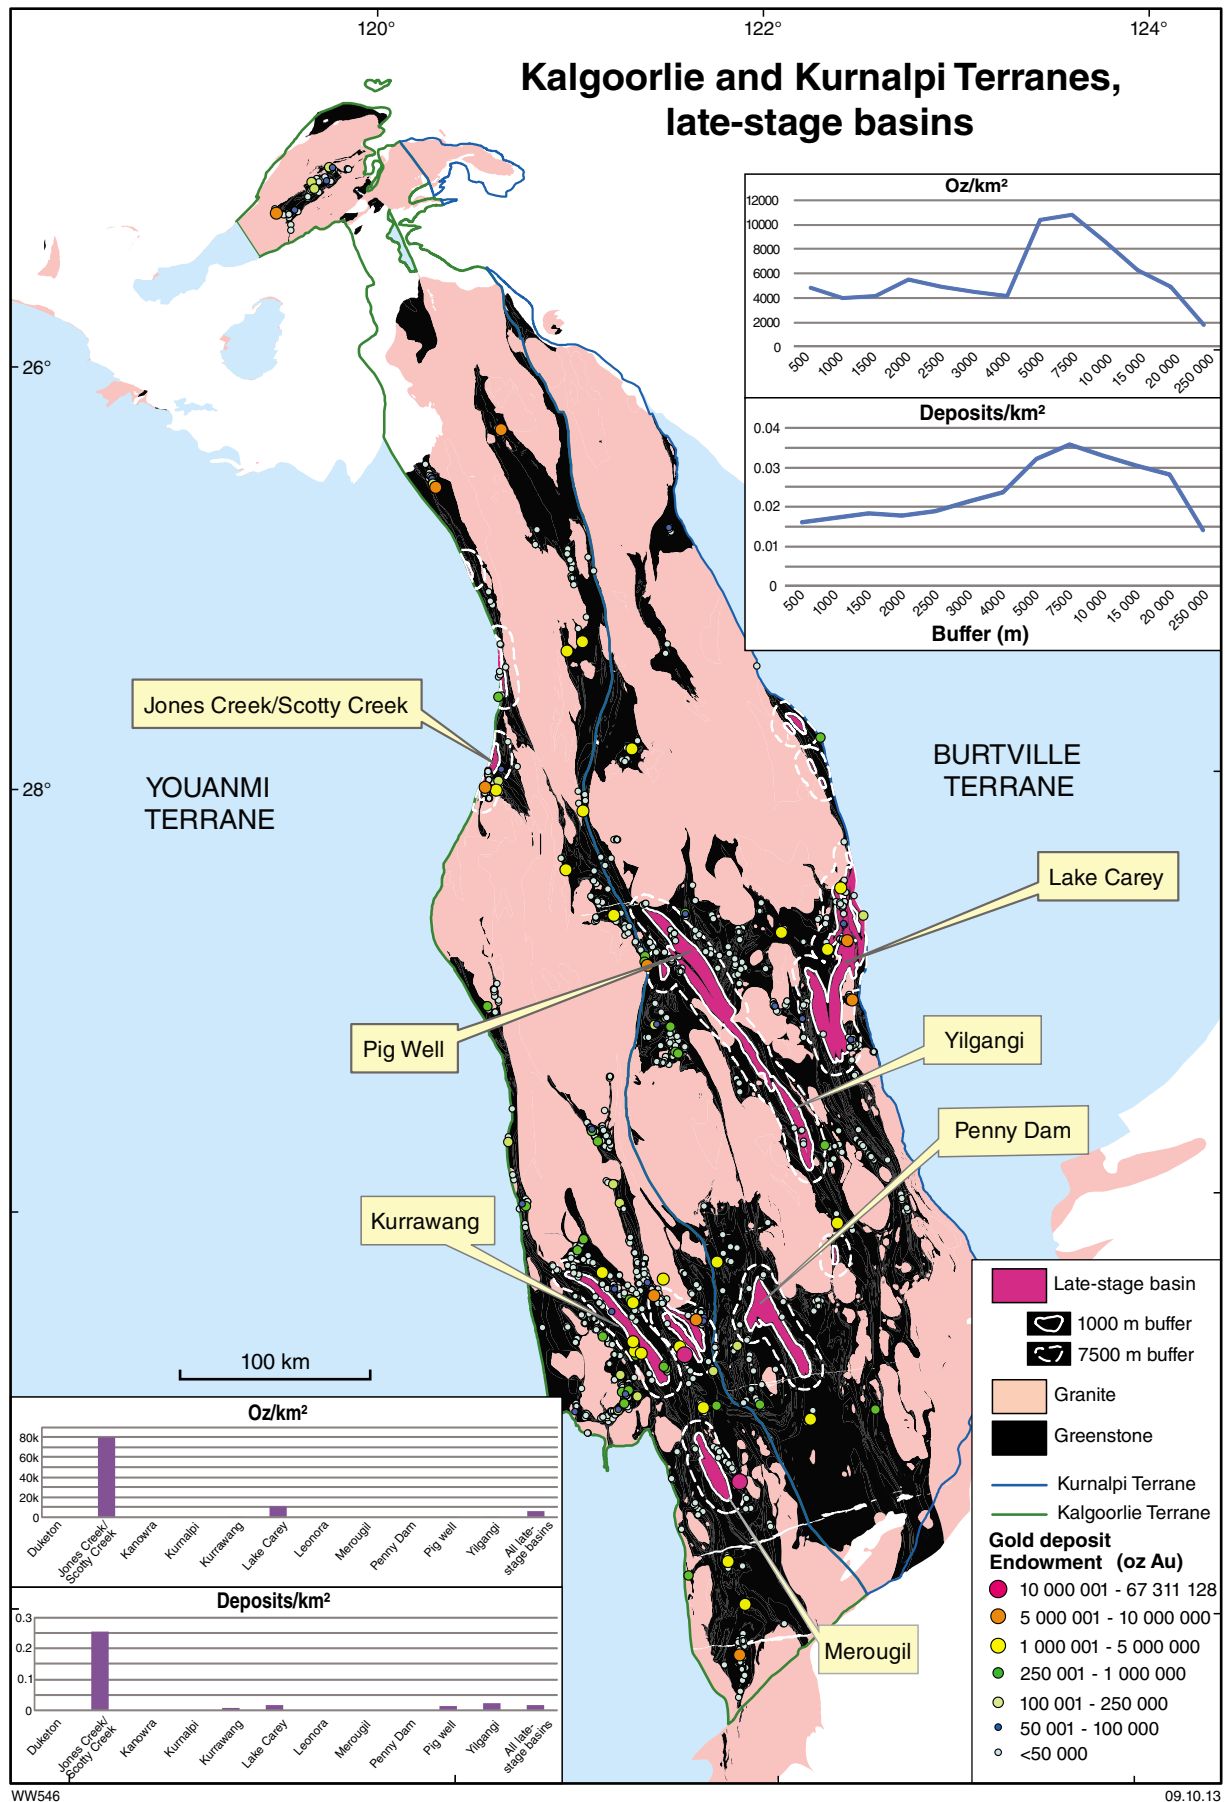 120°
122°
124°
Kalgoorlie and Kurnalpi Terranes,
late-stage basins
Oz/km²
12000
10000
8000
6000
4000
2000
0
500
1000
1500
2000
2500
3000
4000
5000
7500
10 000
15 000
20 000
250 000
Deposits/km²
0.04
0.03
0.02
0.01
0
500
1000
1500
2000
2500
3000
4000
5000
7500
10 000
15 000
20 000
250 000
Buffer (m)
26°
28°
Jones Creek/Scotty Creek
YOUANMI
TERRANE
BURTVILLE
TERRANE
Lake Carey
Pig Well
Yilgangi
Penny Dam
Kurrawang
Merougil
100 km
Late-stage basin
1000 m buffer
7500 m buffer
Granite
Greenstone
Kurnalpi Terrane
Kalgoorlie Terrane
Gold deposit
Endowment (oz Au)
10 000 001 - 67 311 128
5 000 001 - 10 000 000
1 000 001 - 5 000 000
250 001 - 1 000 000
100 001 - 250 000
50 001 - 100 000
<50 000
Oz/km²
80k
60k
40k
20k
0
Duketon
Jones Creek/
Scotty Creek
Kanowra
Kurnalpi
Kurrawang
Lake Carey
Leonora
Merougil
Penny Dam
Pig well
Yilgangi
All late-
stage basins
Deposits/km²
0.3
0.2
0.1
0
Duketon
Jones Creek/
Scotty Creek
Kanowra
Kurnalpi
Kurrawang
Lake Carey
Leonora
Merougil
Penny Dam
Pig well
Yilgangi
All late-
stage basins
WW546
09.10.13